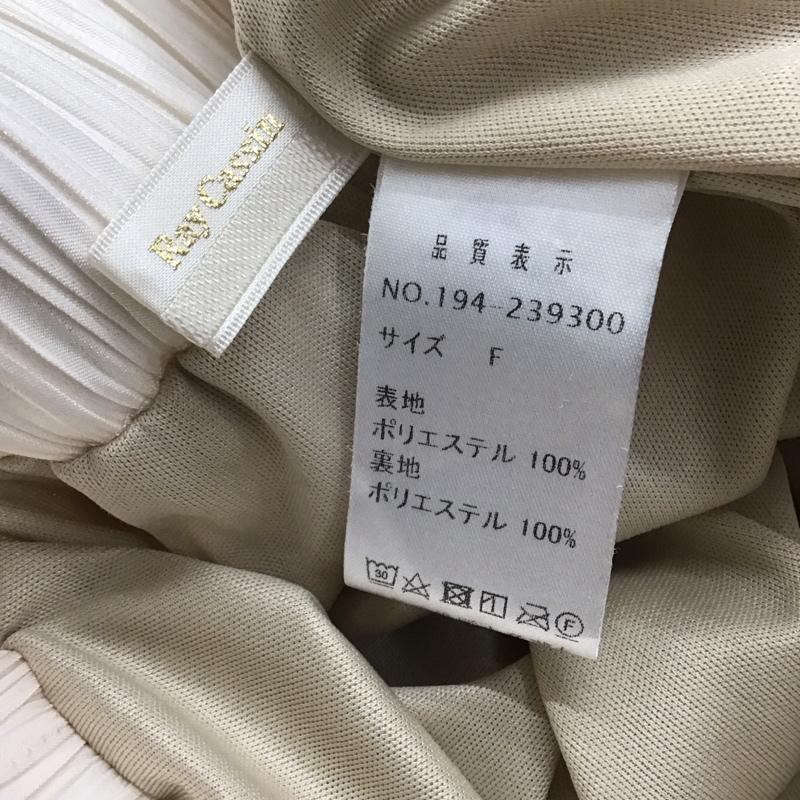 Ray Cassin
品質表示
NO.194-239300
サイズ F
表地
ポリエステル 100%
裏地
ポリエステル 100%
30
F